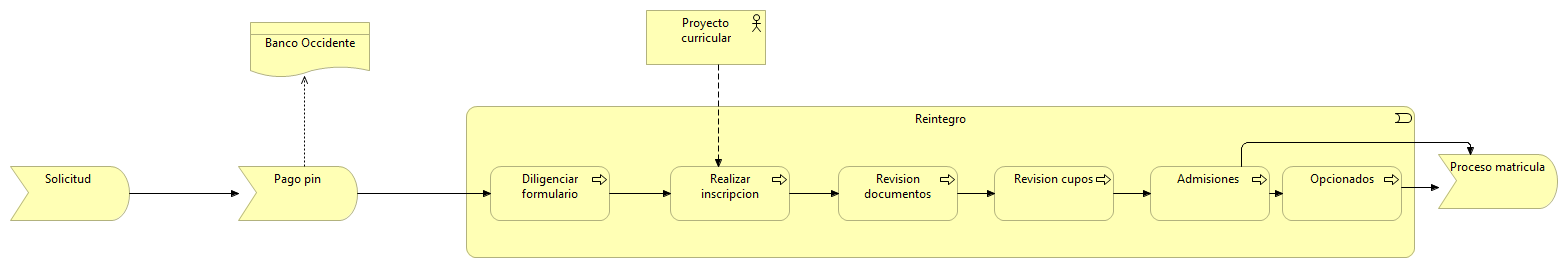 Proyecto
curricular
Banco Occidente
Reintegro
Solicitud
Pago pin
Diligenciar
formulario
Realizar
inscripcion
Revision
documentos
Revision cupos
Admisiones
Opcionados
Proceso matricula